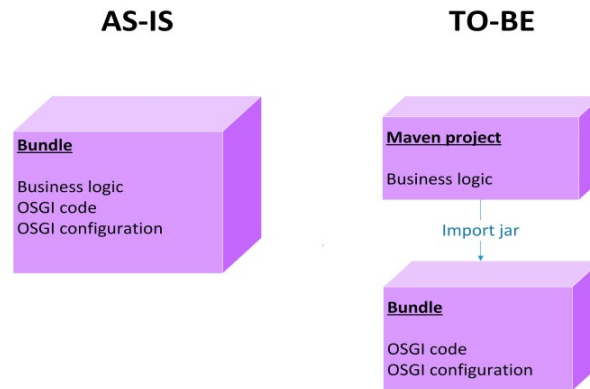 AS-IS
TO-BE
Bundle
Business logic
OSGI code
OSGI configuration
Maven project
Business logic
Import jar
Bundle
OSGI code
OSGI configuration